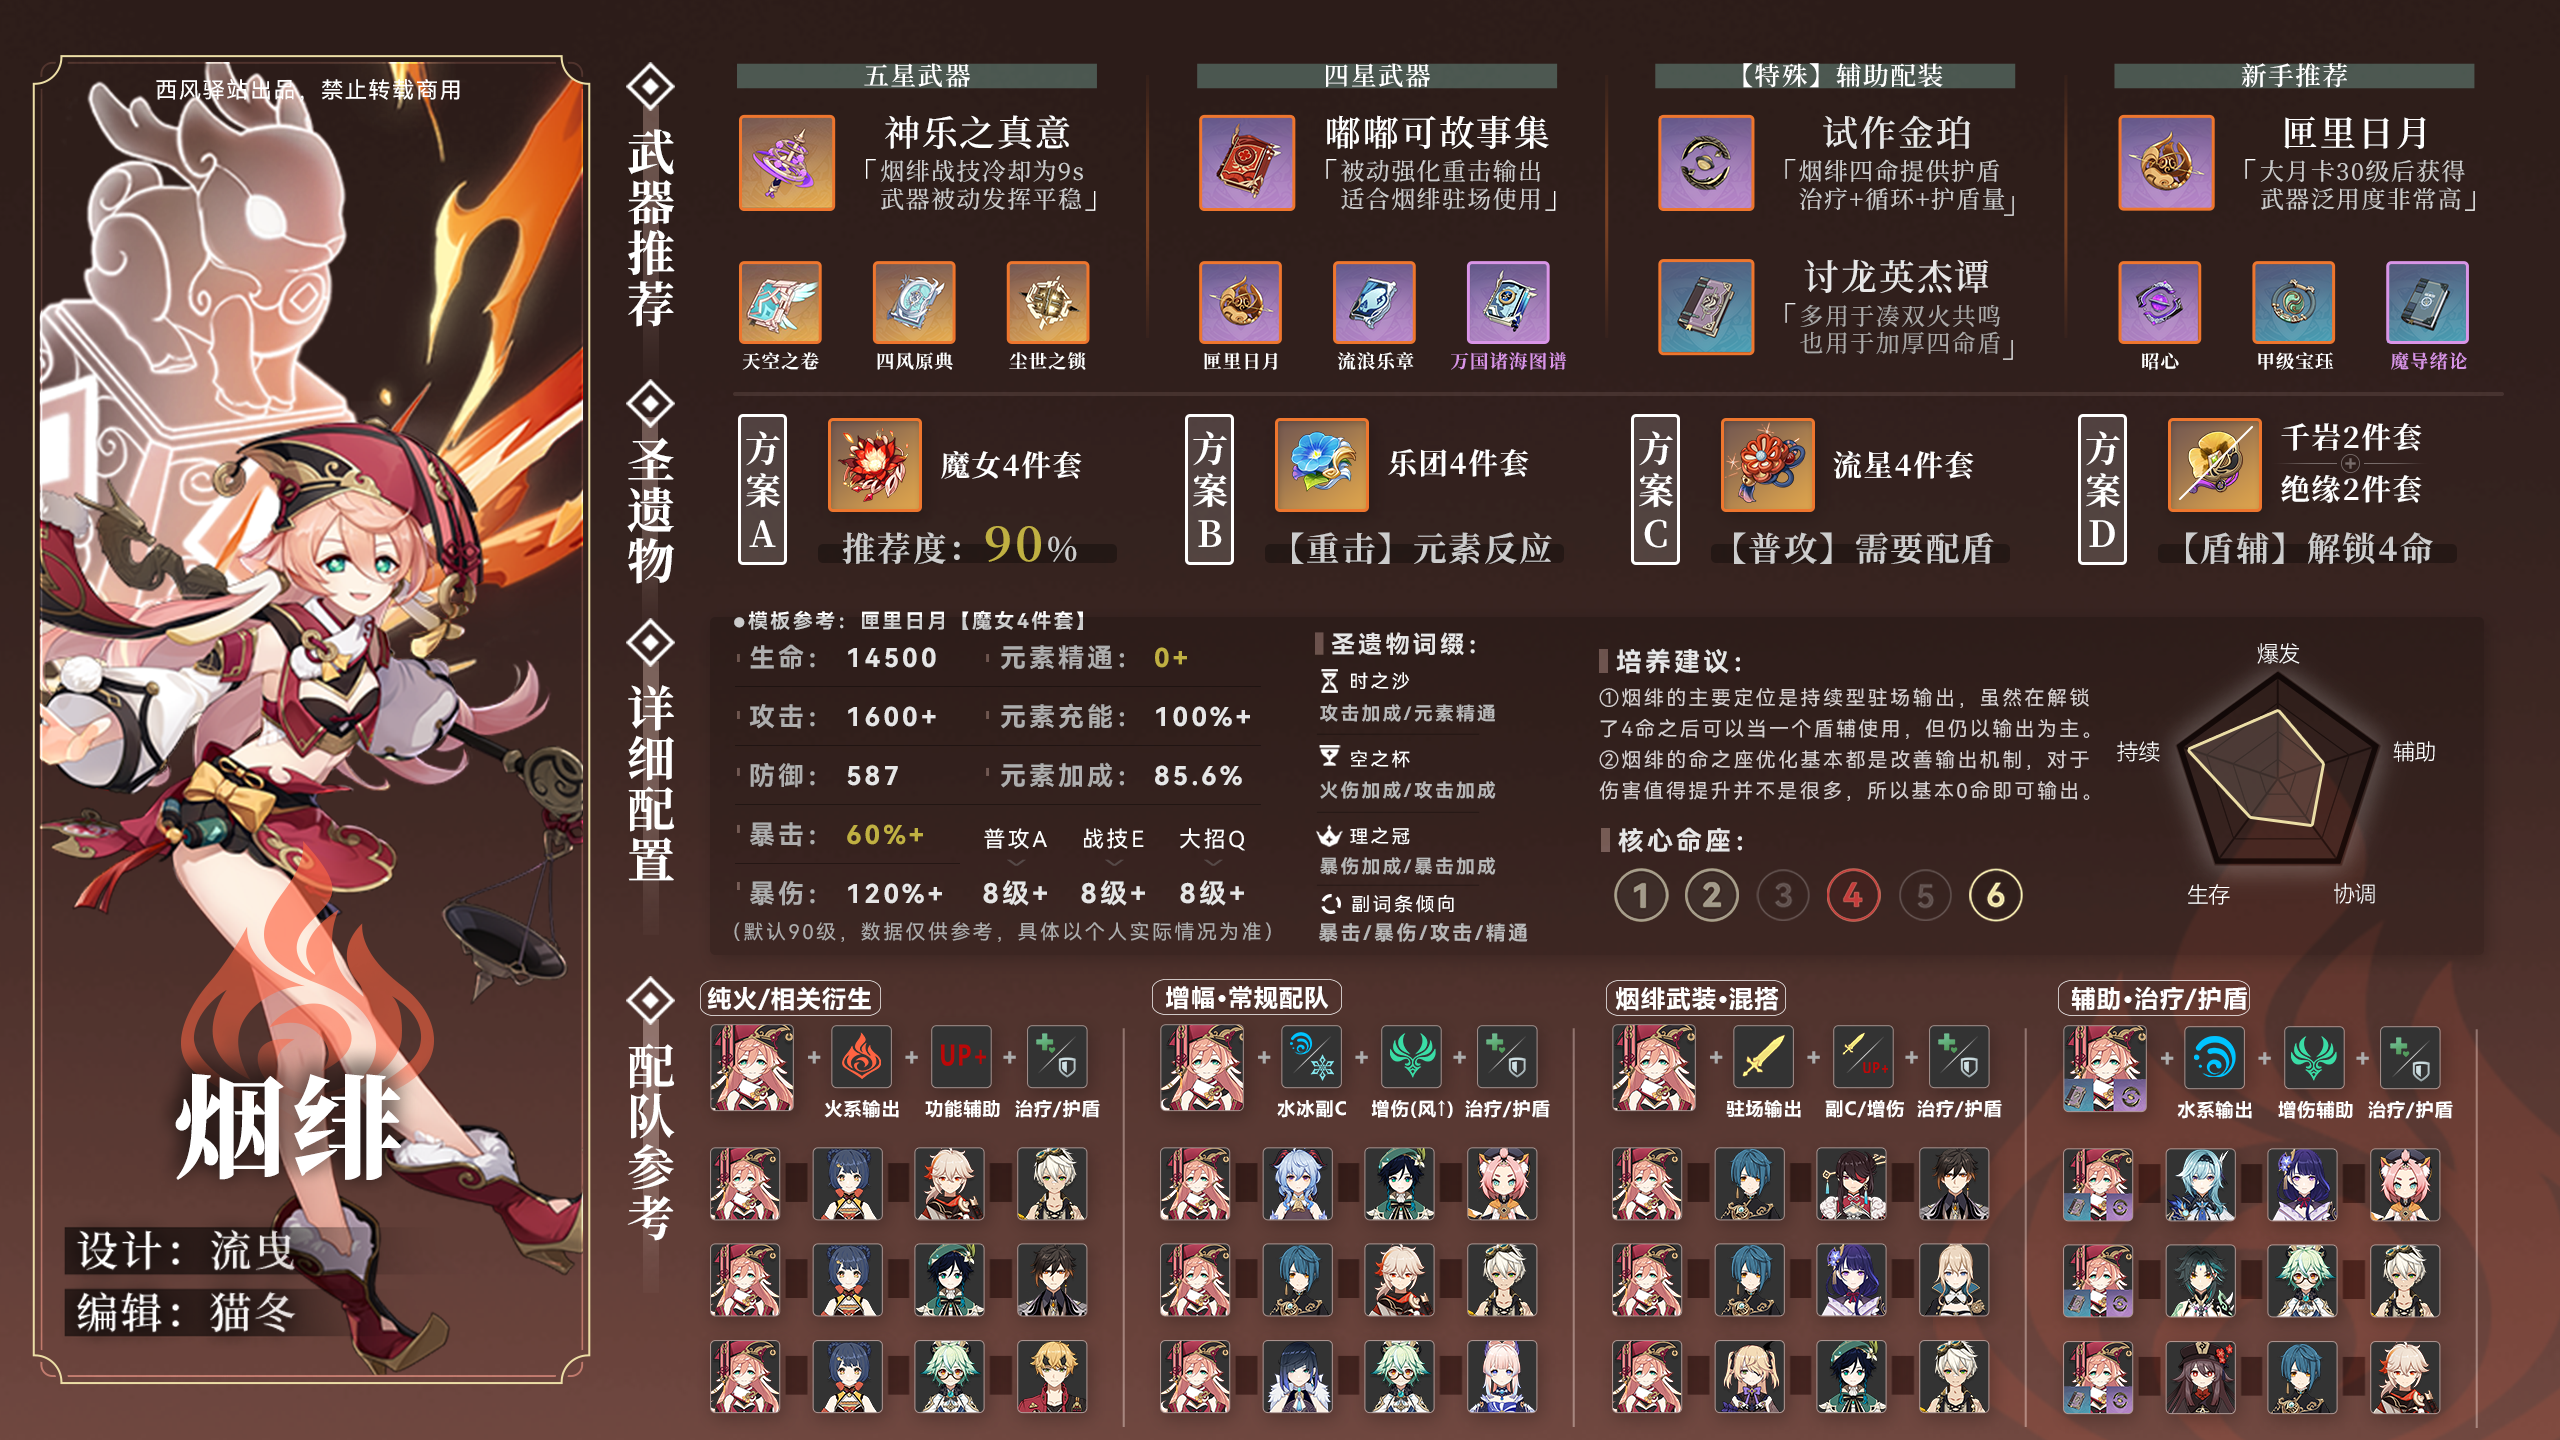 西风驿站出品，禁止转载商用
烟绯
设计：流曳
编辑：猫冬
武器推荐
五星武器
神乐之真意
「烟绯战技冷却为9s
武器被动发挥平稳」
天空之卷
四风原典
尘世之锁
四星武器
嘟嘟可故事集
「被动强化重击输出
适合烟绯驻场使用」
匣里日月
流浪乐章
万国诸海图谱
【特殊】辅助配装
试作金珀
「烟绯四命提供护盾
治疗+循环+护盾量」
讨龙英杰谭
「多用于凑双火共鸣
也用于加厚四命盾」
新手推荐
匣里日月
「大月卡30级后获得
武器泛用度非常高」
昭心
甲级宝珏
魔导绪论
圣遗物
方案A
魔女4件套
推荐度：90%
方案B
乐团4件套
【重击】元素反应
方案C
流星4件套
【普攻】需要配盾
方案D
千岩2件套
+
绝缘2件套
【盾辅】解锁4命
详细配置
●模板参考：匣里日月【魔女4件套】
生命：14500 元素精通：0+
攻击：1600+ 元素充能：100%+
防御：587 元素加成：85.6%
暴击：60%+ 普攻A 战技E 大招Q
暴伤：120%+ 8级+ 8级+ 8级+
（默认90级，数据仅供参考，具体以个人实际情况为准）
圣遗物词缀：
时之沙
攻击加成/元素精通
空之杯
火伤加成/攻击加成
理之冠
暴伤加成/暴击加成
副词条倾向
暴击/暴伤/攻击/精通
培养建议：
①烟绯的主要定位是持续型驻场输出，虽然在解锁
了4命之后可以当一个盾辅使用，但仍以输出为主。
②烟绯的命之座优化基本都是改善输出机制，对于
伤害值得提升并不是很多，所以基本0命即可输出。
核心命座：
1 2 3 4 5 6
爆发
持续
辅助
生存
协调
配队参考
纯火/相关衍生
+ + UP+ +
火系输出 功能辅助 治疗/护盾
增幅·常规配队
+ + +
水冰副C 增伤(风↑) 治疗/护盾
烟绯武装·混搭
+ + UP+ +
驻场输出 副C/增伤 治疗/护盾
辅助·治疗/护盾
+ + +
水系输出 增伤辅助 治疗/护盾